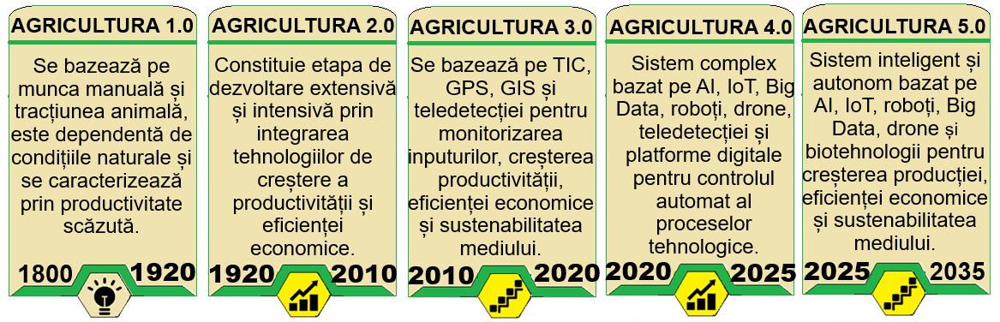 AGRICULTURA 1.0
Se bazează pe
munca manuală și
tracțiunea animală,
este dependentă de
condițiile naturale și
se caracterizează
prin productivitate
scăzută.
1800 1920
AGRICULTURA 2.0
Constituie etapa de
dezvoltare extensivă
și intensivă prin
integrarea
tehnologiilor de
creștere a
productivității și
eficienței
economice.
1920 2010
AGRICULTURA 3.0
Se bazează pe TIC,
GPS, GIS și
teledetecției pentru
monitorizarea
inputurilor, creșterea
productivității,
eficienței economice
și sustenabilitatea
mediului.
2010 2020
AGRICULTURA 4.0
Sistem complex
bazat pe AI, IoT, Big
Data, roboți, drone,
teledetecției și
platforme digitale
pentru controlul
automat al
proceselor
tehnologice.
2020 2025
AGRICULTURA 5.0
Sistem inteligent și
autonom bazat pe
AI, IoT, roboți, Big
Data, drone și
biotehnologii pentru
creșterea producției,
eficienței economice
și sustenabilitatea
mediului.
2025 2035